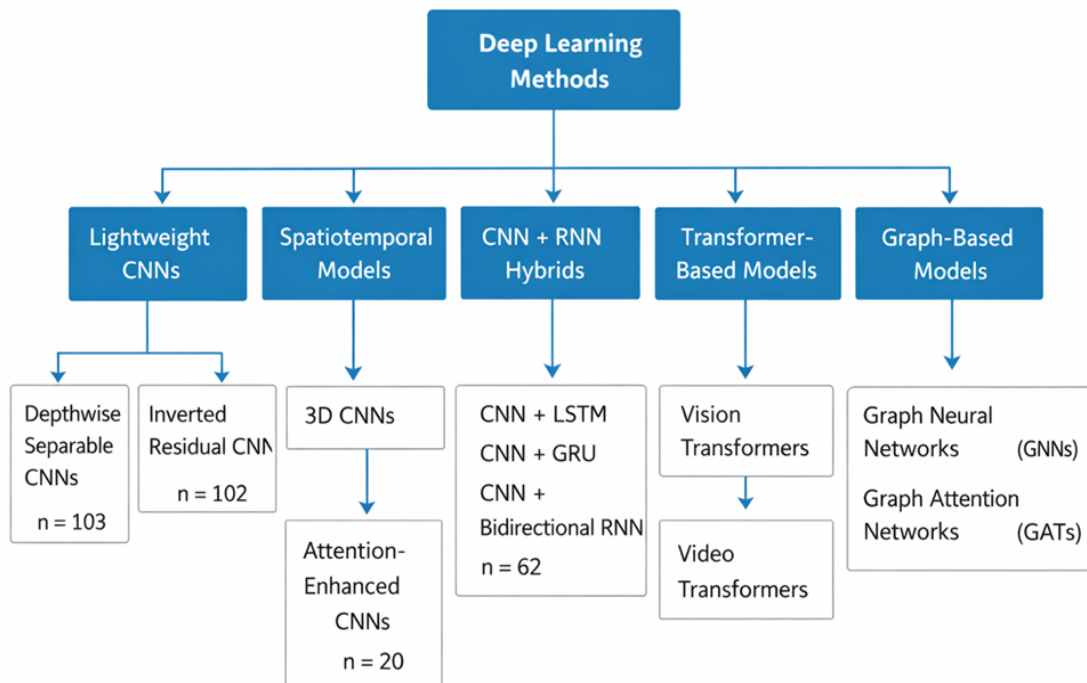 Deep Learning
Methods
Lightweight
CNNs
Spatiotemporal
Models
CNN + RNN
Hybrids
Transformer-
Based Models
Graph-Based
Models
Depthwise
Separable
CNNs
n = 103
Inverted
Residual CNN
n = 102
3D CNNs
Attention-
Enhanced
CNNs
n = 20
CNN + LSTM
CNN + GRU
CNN +
Bidirectional RNN
n = 62
Vision
Transformers
Video
Transformers
Graph Neural
Networks (GNNs)
Graph Attention
Networks (GATs)